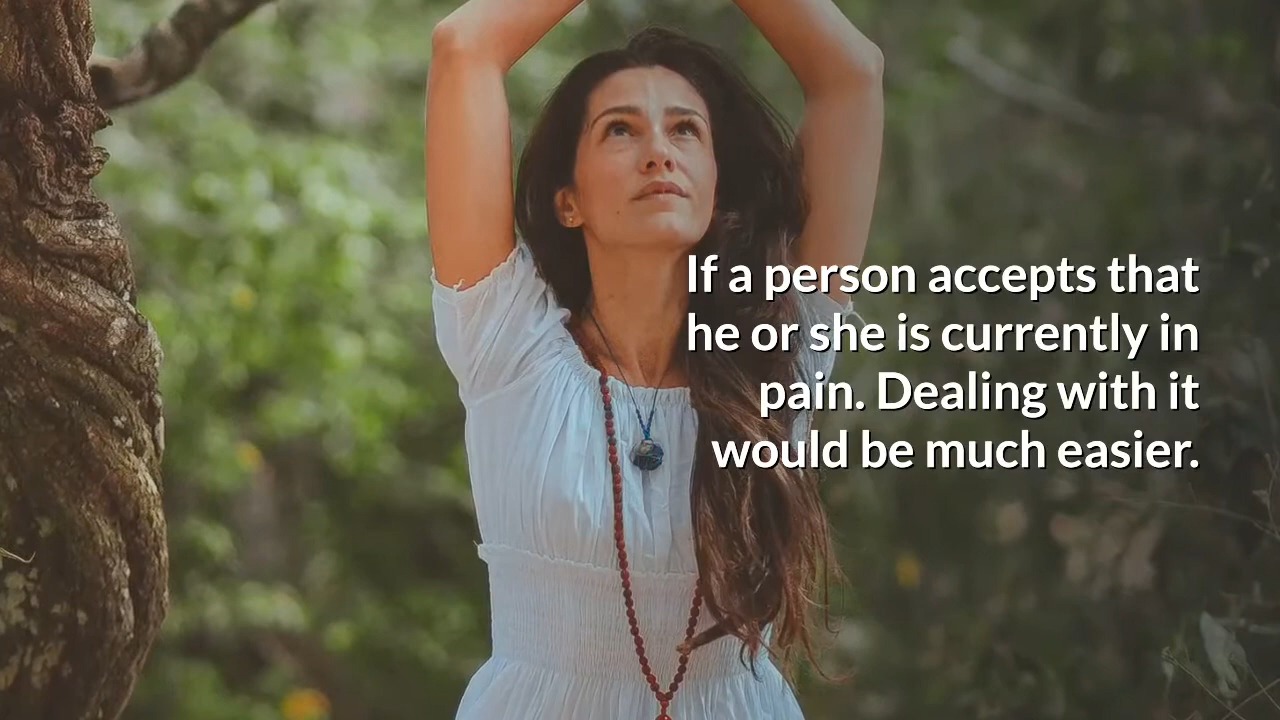 If a person accepts that
he or she is currently in
pain. Dealing with it
would be much easier.